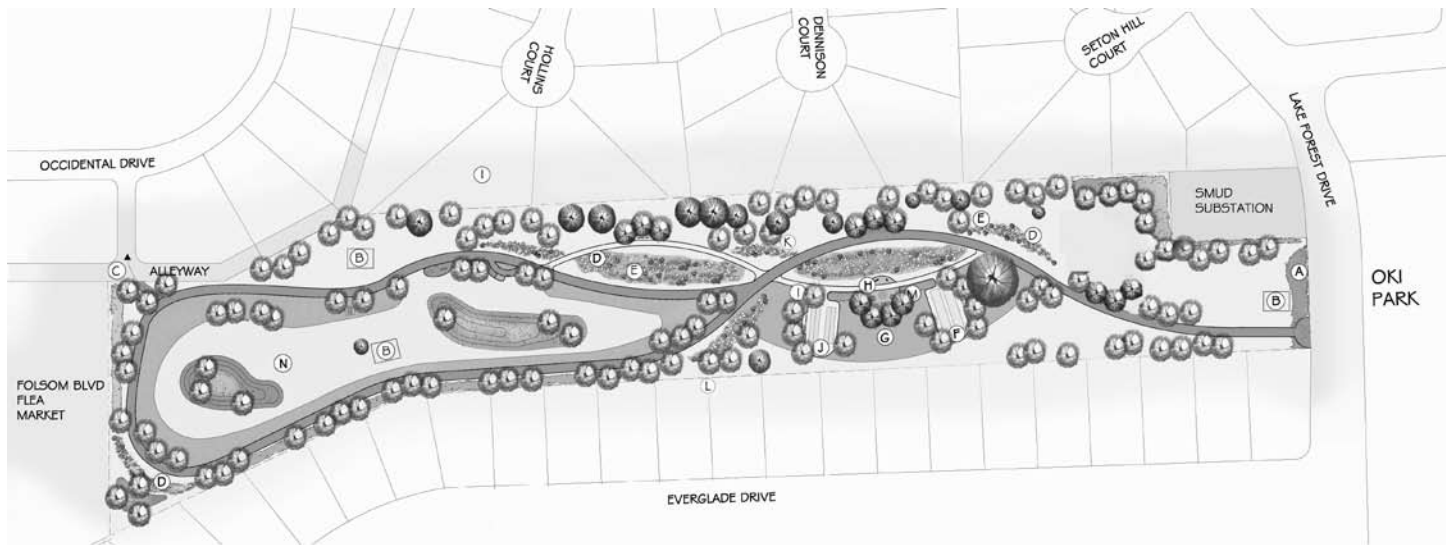 HOLLINS
COURT
DENNISON
COURT
SETON HILL
COURT
LAKE FOREST DRIVE
OCCIDENTAL DRIVE
SMUD
SUBSTATION
I
E
D
K
B
D
E
C
ALLEYWAY
A
OKI
PARK
B
H
I
M
F
G
J
B
N
L
FOLSOM BLVD
FLEA
MARKET
D
EVERGLADE DRIVE